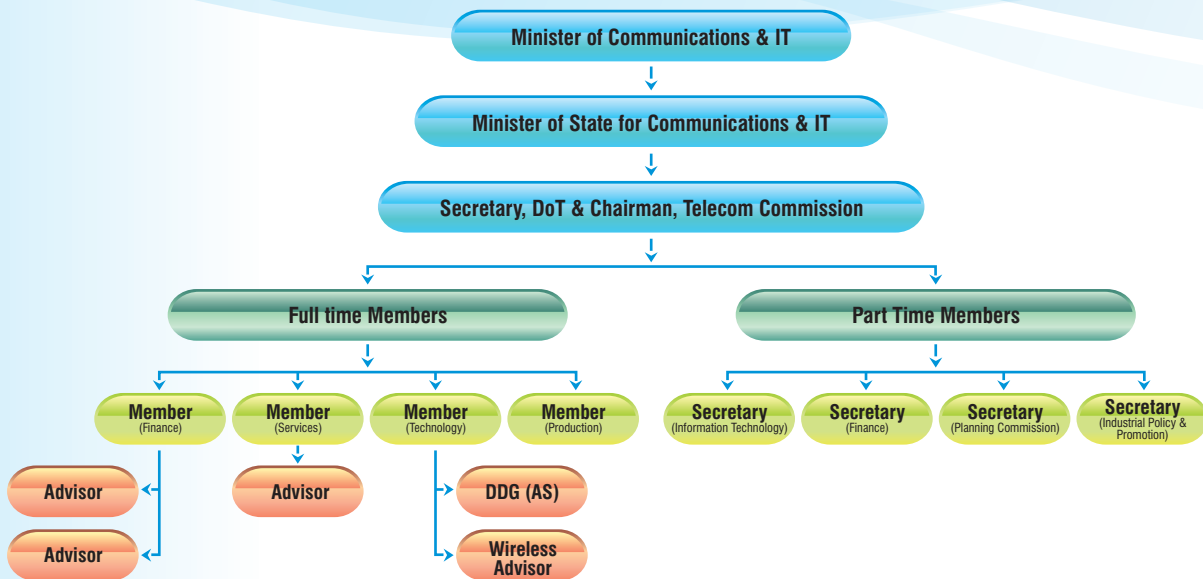 Minister of Communications & IT
Minister of State for Communications & IT
Secretary, DoT & Chairman, Telecom Commission
Full time Members
Part Time Members
Member
(Finance)
Member
(Services)
Member
(Technology)
Member
(Production)
Secretary
(Information Technology)
Secretary
(Finance)
Secretary
(Planning Commission)
Secretary
(Industrial Policy &
Promotion)
Advisor
Advisor
DDG (AS)
Advisor
Wireless
Advisor